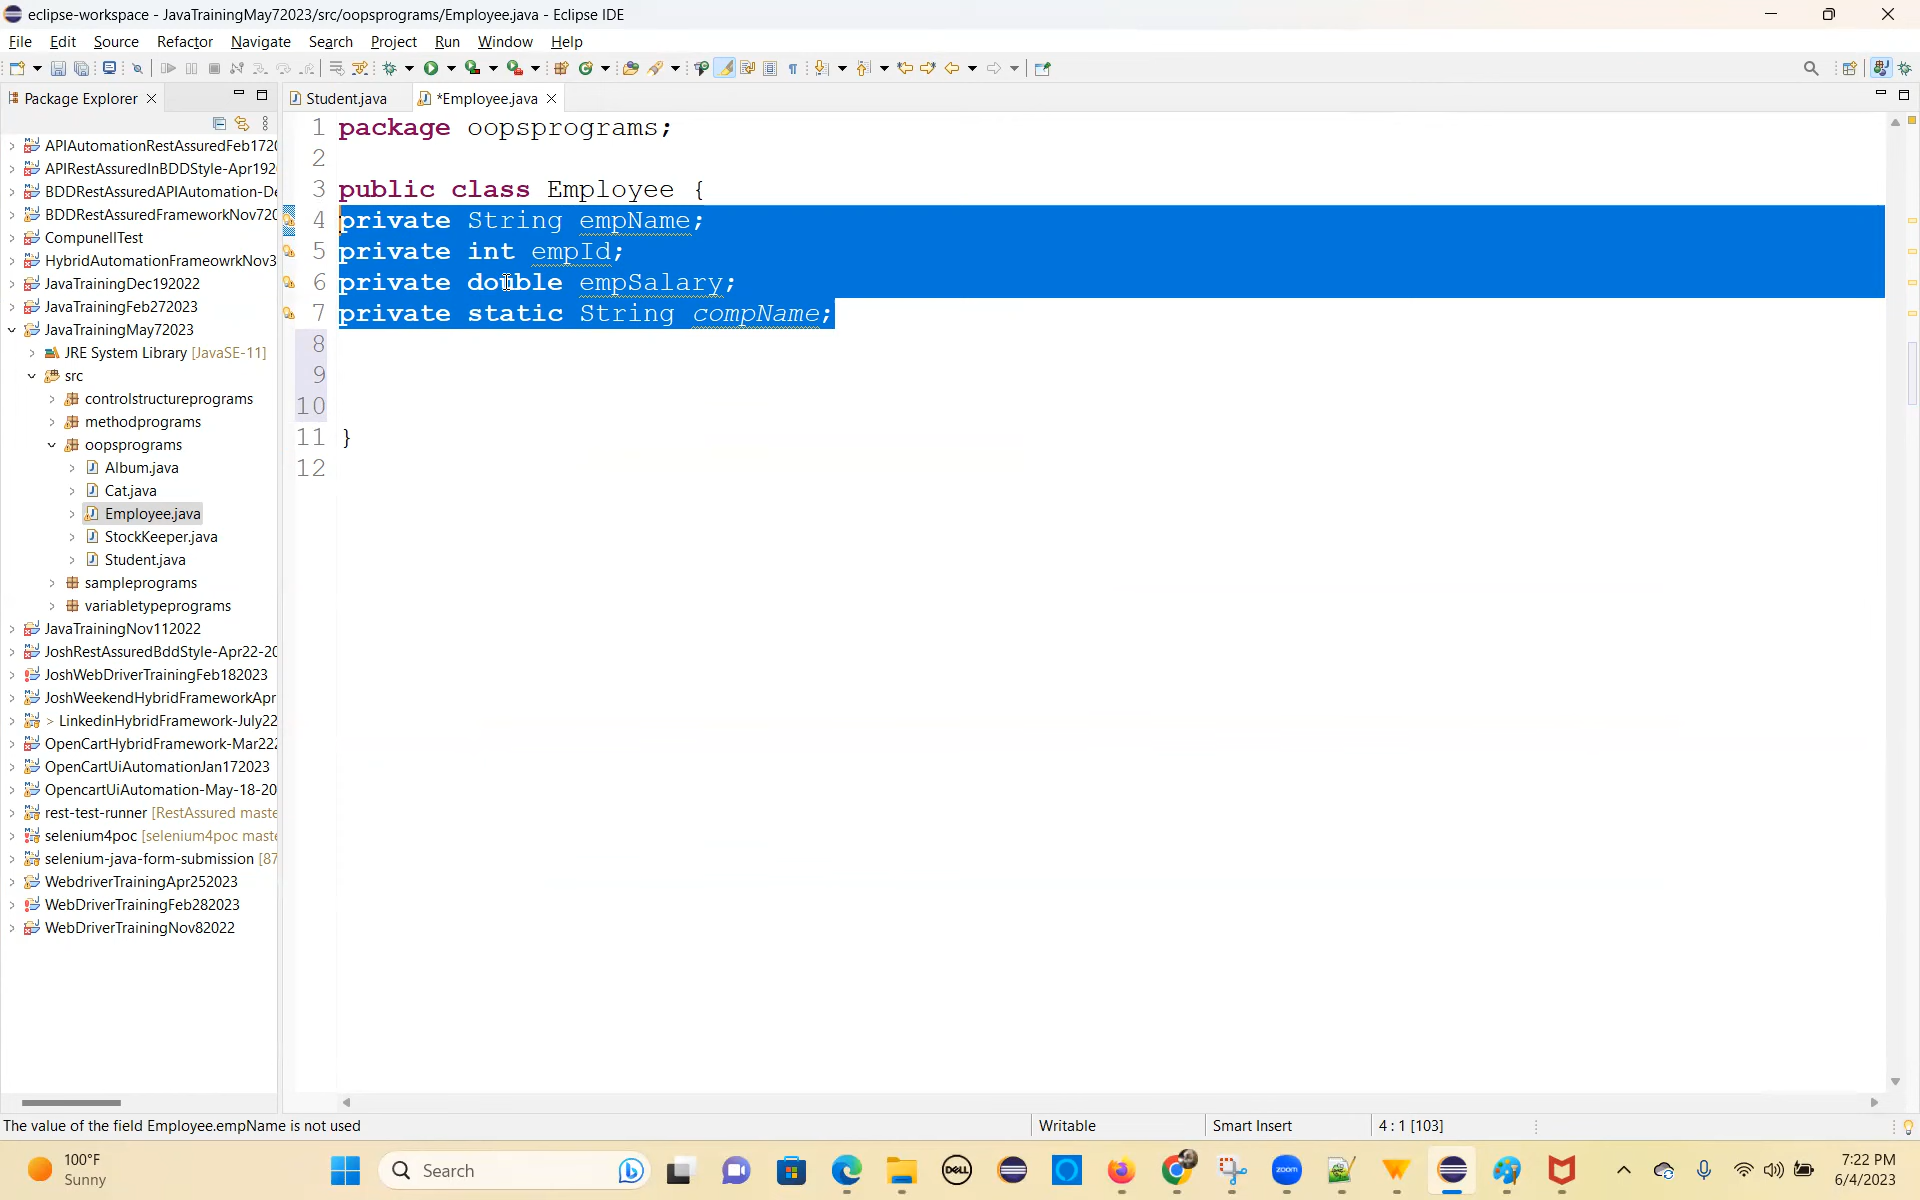 eclipse-workspace - JavaTrainingMay72023/src/oopsprograms/Employee.java - Eclipse IDE
File Edit Source Refactor Navigate Search Project Run Window Help
Package Explorer
Student.java
*Employee.java
APIAutomationRestAssuredFeb1720
APIRestAssuredInBDDStyle-Apr192
BDDRestAssuredAPIAutomation-De
BDDRestAssuredFrameworkNov720
CompunellTest
HybridAutomationFrameowrkNov3
JavaTrainingDec192022
JavaTrainingFeb272023
JavaTrainingMay72023
JRE System Library [JavaSE-11]
src
controlstructureprograms
methodprograms
oopsprograms
Album.java
Cat.java
Employee.java
StockKeeper.java
Student.java
sampleprograms
variabletypeprograms
JavaTrainingNov112022
JoshRestAssuredBddStyle-Apr22-20
JoshWebDriverTrainingFeb182023
JoshWeekendHybridFrameworkApr
> LinkedinHybridFramework-July22
OpenCartHybridFramework-Mar222
OpenCartUiAutomationJan172023
OpencartUiAutomation-May-18-20
rest-test-runner [RestAssured maste
selenium4poc [selenium4poc maste
selenium-java-form-submission [87
WebdriverTrainingApr252023
WebDriverTrainingFeb282023
WebDriverTrainingNov82022
1 package oopsprograms;
2
3 public class Employee {
4 private String empName;
5 private int empId;
6 private double empSalary;
7 private static String compName;
8
9
10
11 }
12
The value of the field Employee.empName is not used
Writable
Smart Insert
4 : 1 [103]
100°F
Sunny
Search
DELL
zoom
7:22 PM
6/4/2023